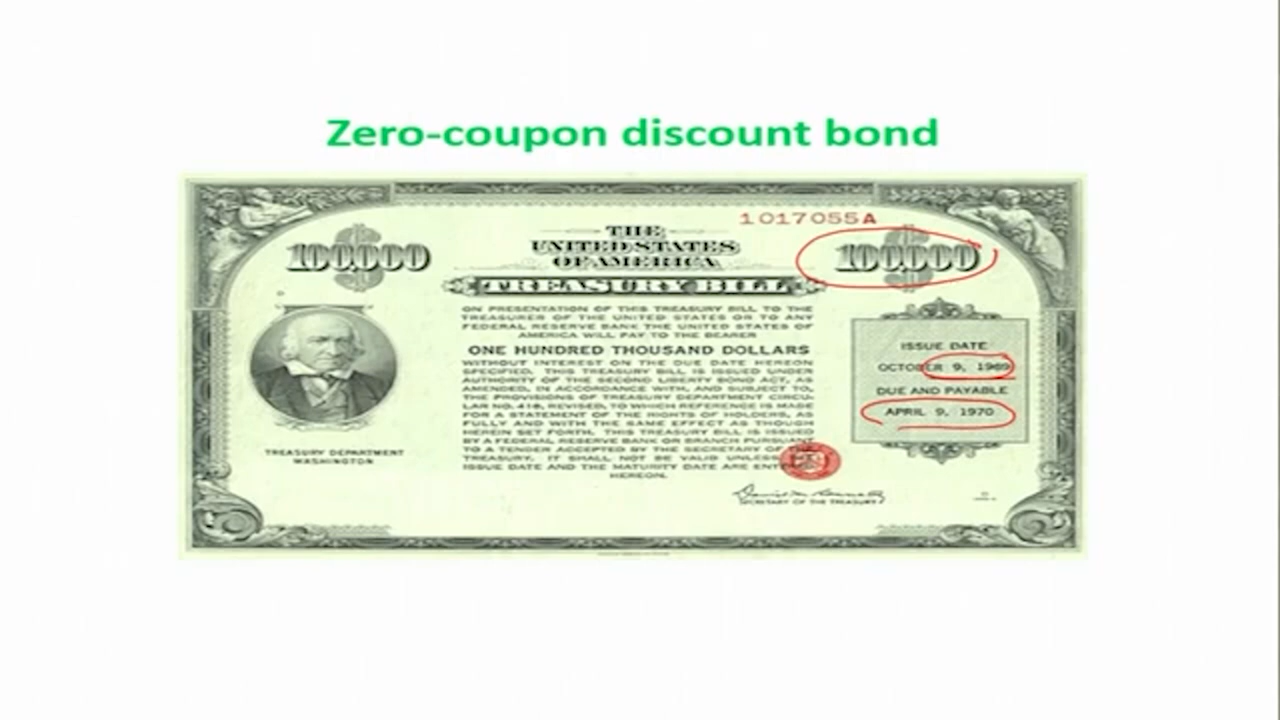 Zero-coupon discount bond
1017055A
100,000
THE
UNITED STATES
OF AMERICA
100,000
TREASURY BILL
ON PRESENTATION OF THIS TREASURY BILL TO THE
TREASURER OF THE UNITED STATES OR TO ANY
FEDERAL RESERVE BANK THE UNITED STATES OF
AMERICA WILL PAY TO THE BEARER
ONE HUNDRED THOUSAND DOLLARS
WITHOUT INTEREST ON THE DUE DATE HEREON
SPECIFIED. THIS TREASURY BILL IS ISSUED UNDER
AUTHORITY OF THE SECOND LIBERTY BOND ACT, AS
AMENDED, IN ACCORDANCE WITH, AND SUBJECT TO,
THE PROVISIONS OF TREASURY DEPARTMENT CIRCU-
LAR NO. 418, REVISED, TO WHICH REFERENCE IS MADE
FOR A STATEMENT OF THE RIGHTS OF HOLDERS, AS
FULLY AND WITH THE SAME EFFECT AS THOUGH
HEREIN SET FORTH. THIS TREASURY BILL IS ISSUED
BY A FEDERAL RESERVE BANK OR BRANCH PURSUANT
TO A TENDER ACCEPTED BY THE SECRETARY OF THE
TREASURY. IT SHALL NOT BE VALID UNLESS THE
ISSUE DATE AND THE MATURITY DATE ARE ENTERED
HEREON.
ISSUE DATE
OCTOBER 9, 1969
DUE AND PAYABLE
APRIL 9, 1970
TREASURY DEPARTMENT
WASHINGTON
SECRETARY OF THE TREASURY